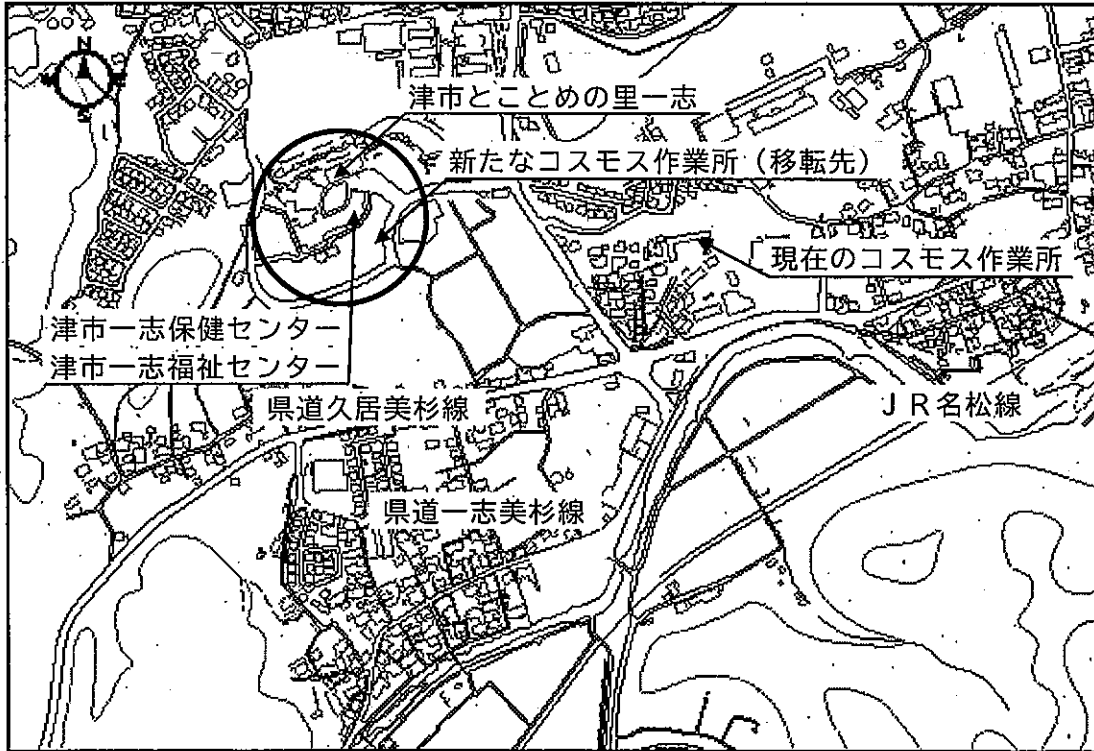 N
津市とことめの里一志
新たなコスモス作業所（移転先）
現在のコスモス作業所
津市一志保健センター
津市一志福祉センター
県道久居美杉線
ＪＲ名松線
県道一志美杉線